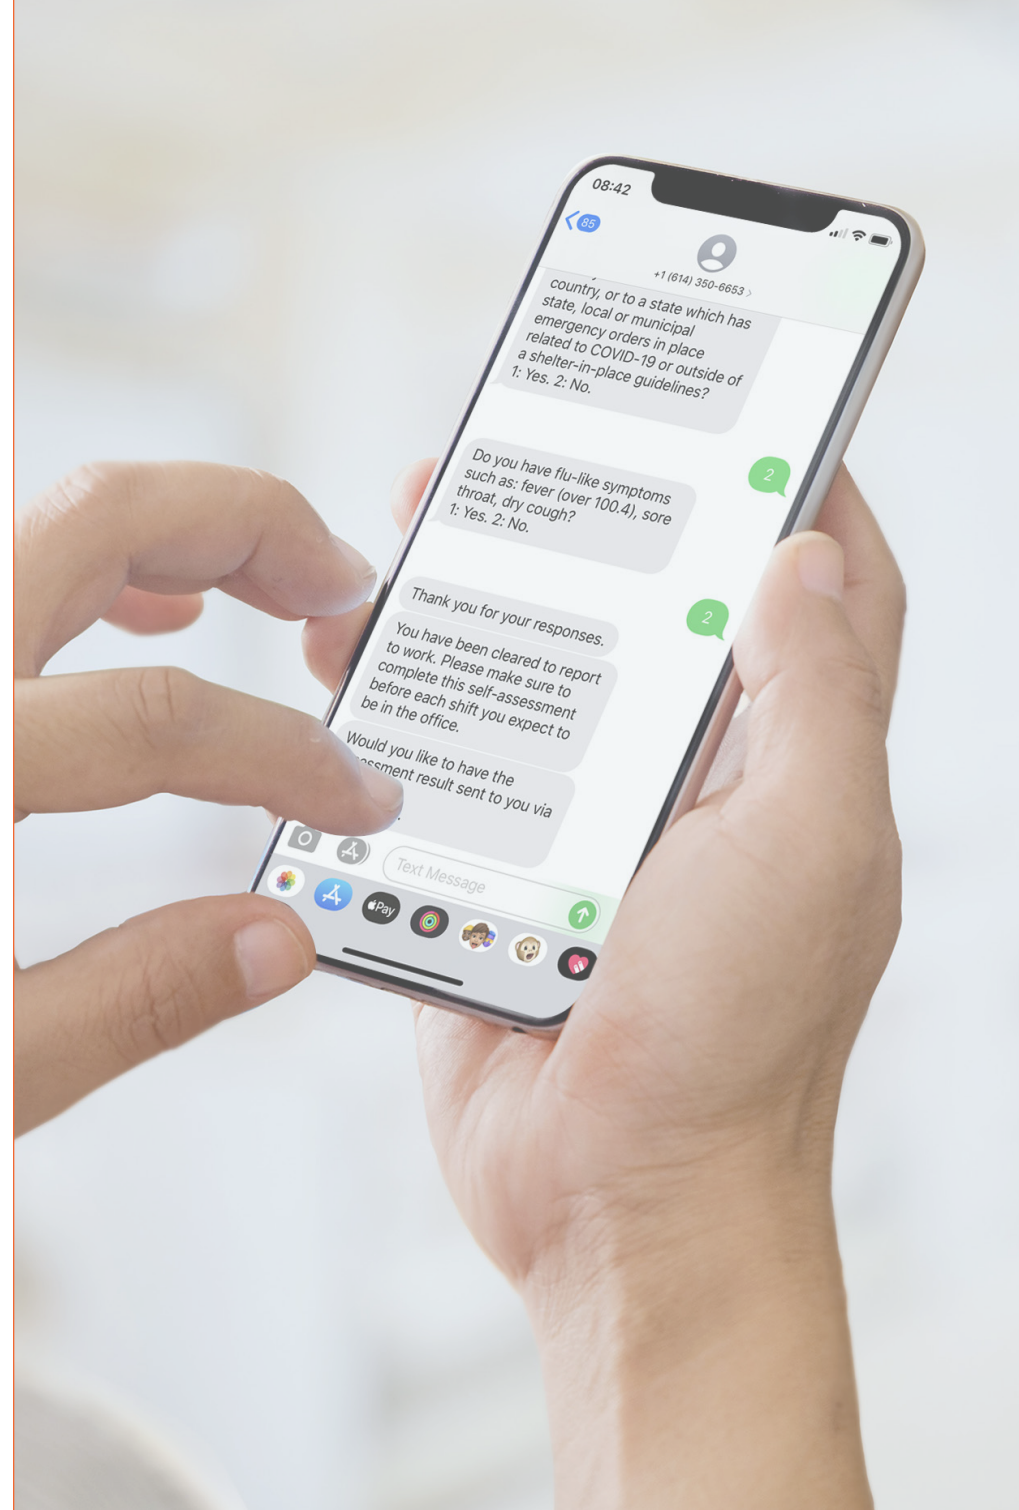 08:42
85
+1 (614) 350-6653 >
country, or to a state which has
state, local or municipal
emergency orders in place
related to COVID-19 or outside of
a shelter-in-place guidelines?
1: Yes. 2: No.
2
Do you have flu-like symptoms
such as: fever (over 100.4), sore
throat, dry cough?
1: Yes. 2: No.
2
Thank you for your responses.
You have been cleared to report
to work. Please make sure to
complete this self-assessment
before each shift you expect to
be in the office.
Would you like to have the
result sent to you via
Text Message
Pay